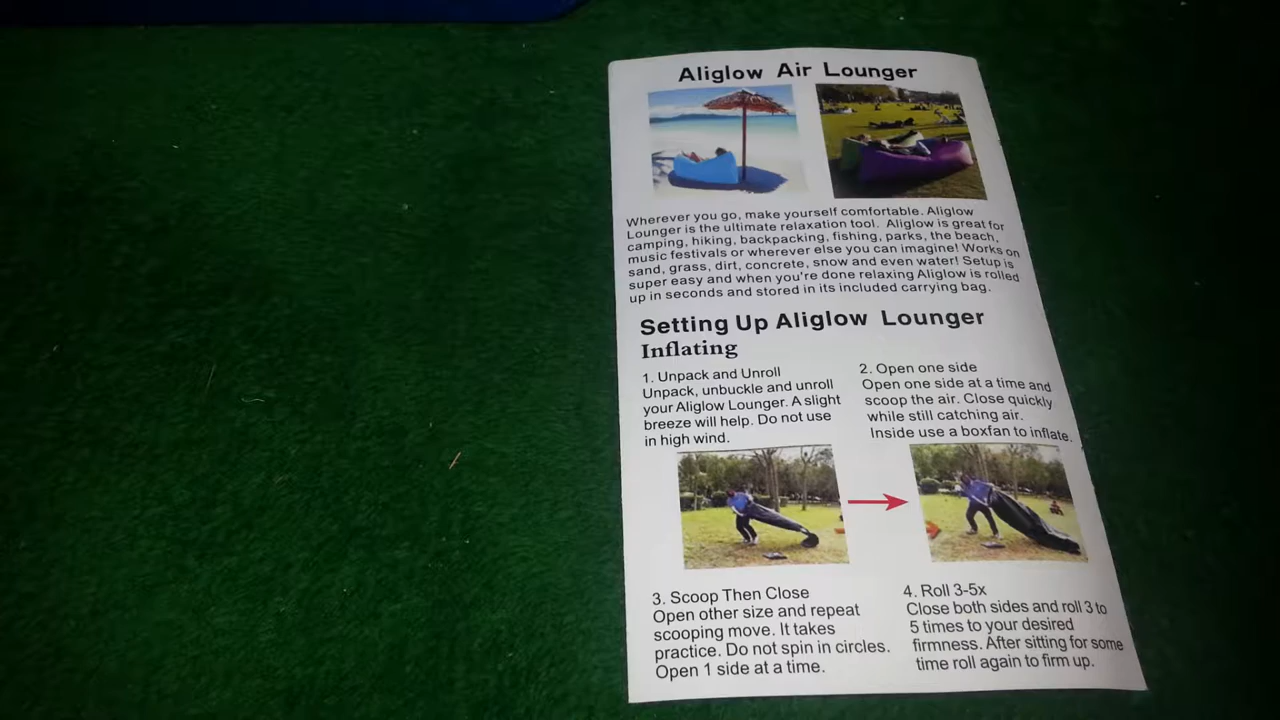 Aliglow Air Lounger
Wherever you go, make yourself comfortable. Aliglow
Lounger is the ultimate relaxation tool. Aliglow is great for
camping, hiking, backpacking, fishing, parks, the beach,
music festivals or wherever else you can imagine! Works on
sand, grass, dirt, concrete, snow and even water! Setup is
super easy and when you're done relaxing Aliglow is rolled
up in seconds and stored in its included carrying bag.
Setting Up Aliglow Lounger
Inflating
1. Unpack and Unroll
Unpack, unbuckle and unroll
your Aliglow Lounger. A slight
breeze will help. Do not use
in high wind.
2. Open one side
Open one side at a time and
scoop the air. Close quickly
while still catching air.
Inside use a boxfan to inflate.
3. Scoop Then Close
Open other size and repeat
scooping move. It takes
practice. Do not spin in circles.
Open 1 side at a time.
4. Roll 3-5x
Close both sides and roll 3 to
5 times to your desired
firmness. After sitting for some
time roll again to firm up.